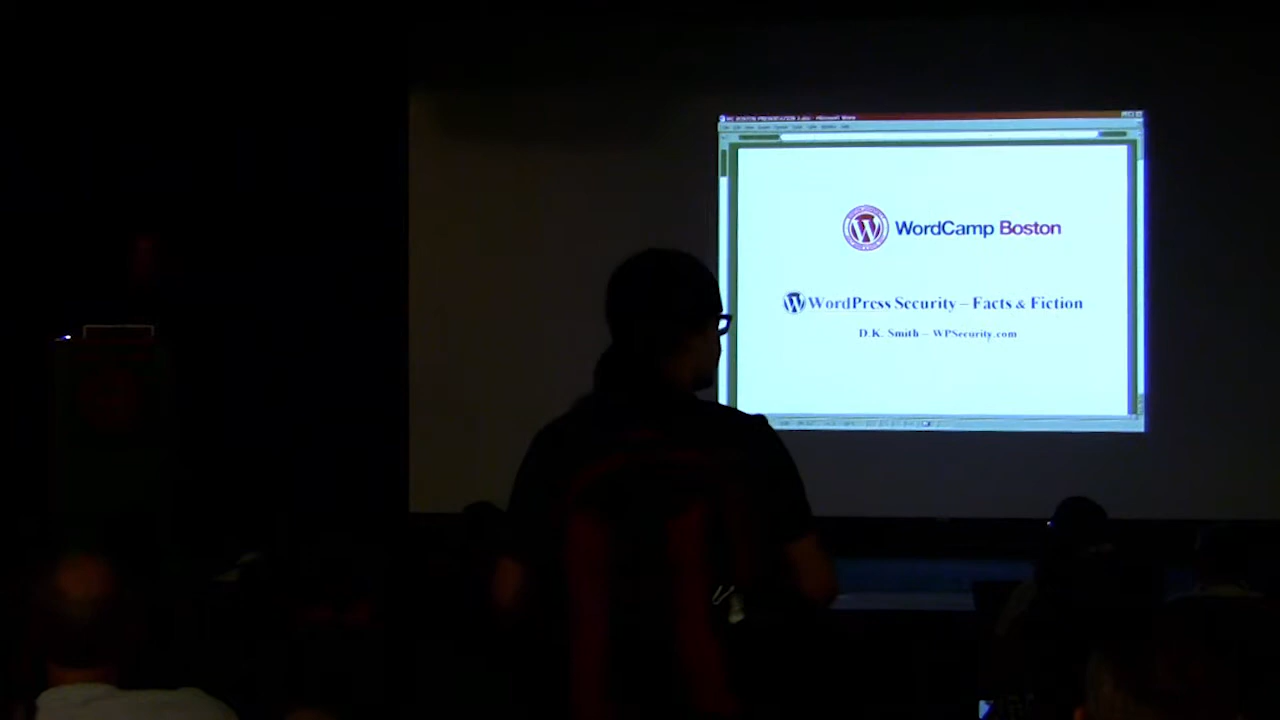 WordCamp Boston
WordPress Security – Facts & Fiction
D.K. Smith – WPSecurity.com